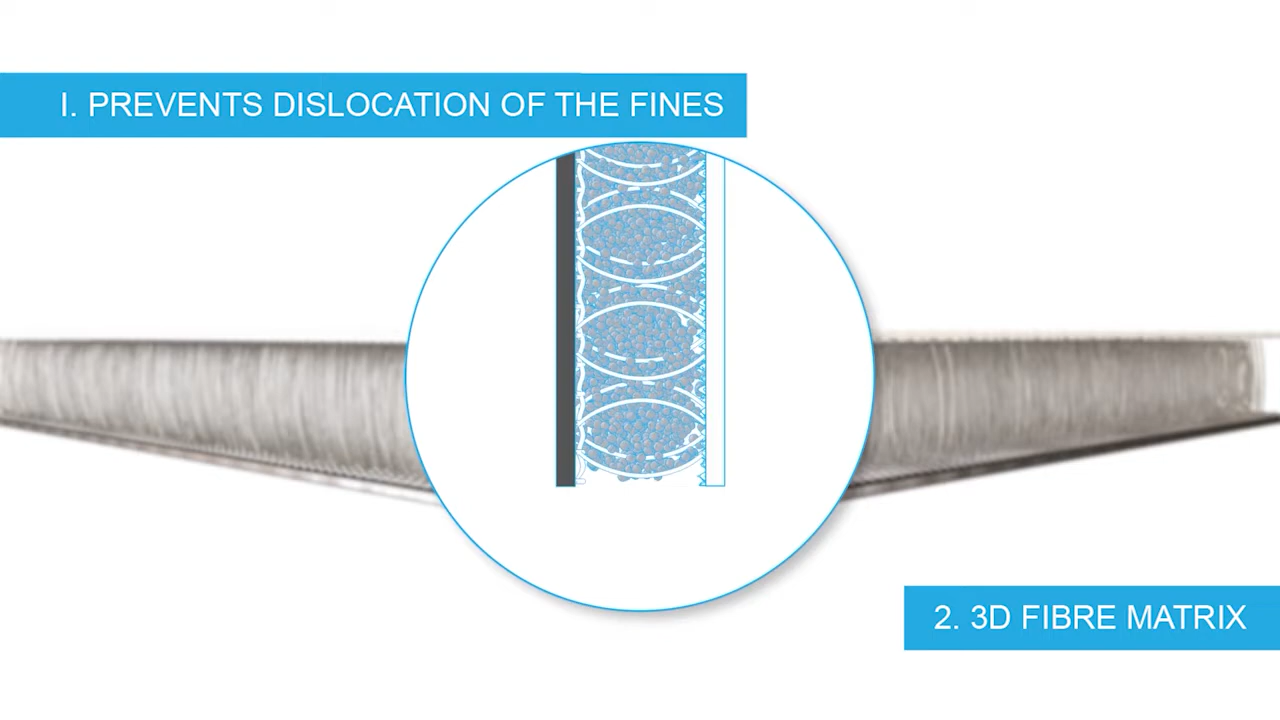 I. PREVENTS DISLOCATION OF THE FINES
2. 3D FIBRE MATRIX